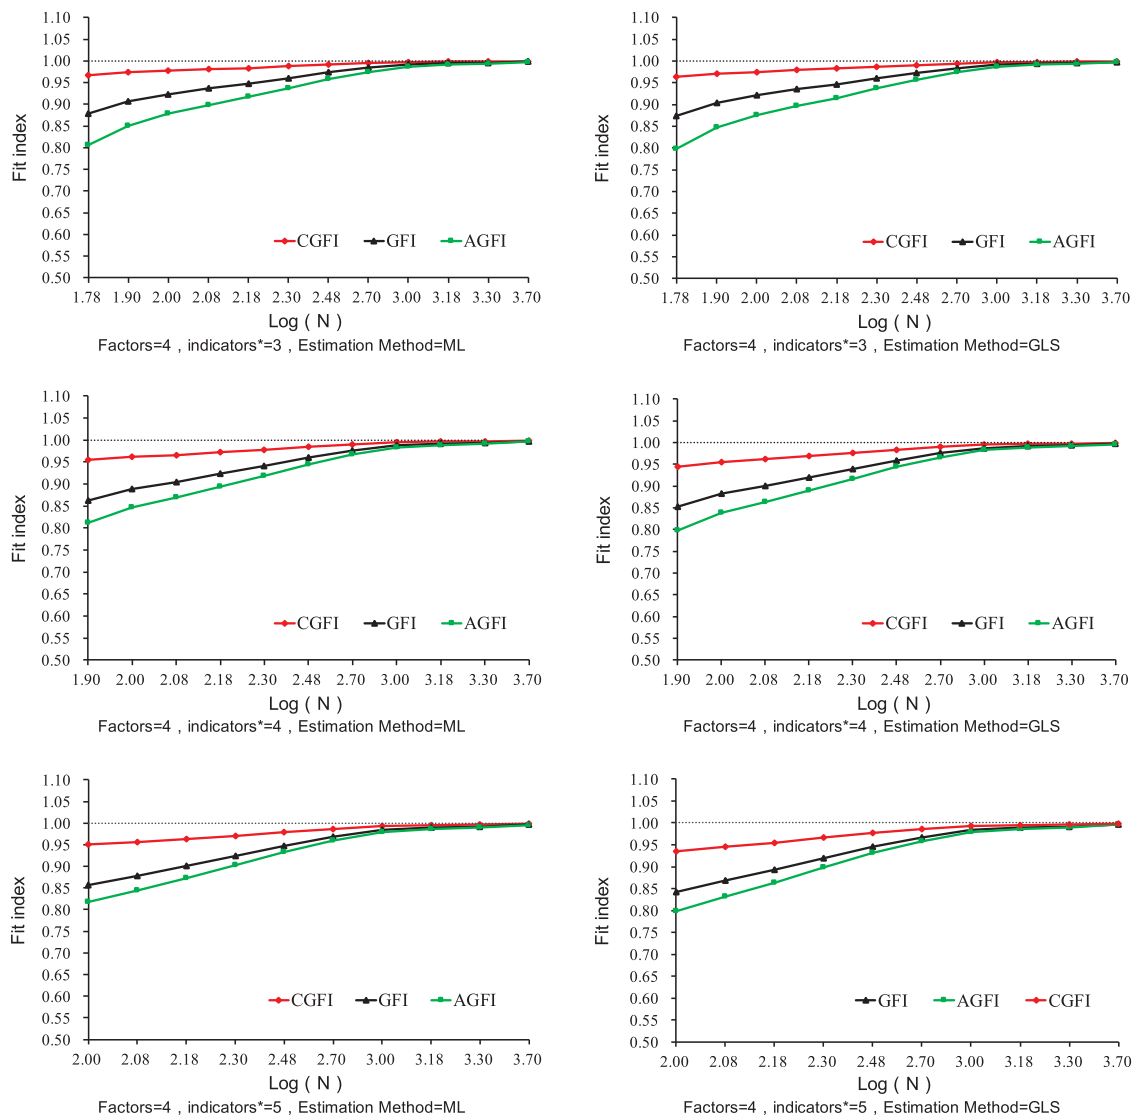 1.10
1.05
1.00
0.95
0.90
0.85
0.80
0.75
0.70
0.65
0.60
0.55
0.50
Fit index
CGFI GFI AGFI
1.78 1.90 2.00 2.08 2.18 2.30 2.48 2.70 3.00 3.18 3.30 3.70
Log ( N )
Factors=4 , indicators*=3 , Estimation Method=ML
1.10
1.05
1.00
0.95
0.90
0.85
0.80
0.75
0.70
0.65
0.60
0.55
0.50
Fit index
CGFI GFI AGFI
1.78 1.90 2.00 2.08 2.18 2.30 2.48 2.70 3.00 3.18 3.30 3.70
Log ( N )
Factors=4 , indicators*=3 , Estimation Method=GLS
1.10
1.05
1.00
0.95
0.90
0.85
0.80
0.75
0.70
0.65
0.60
0.55
0.50
Fit index
CGFI GFI AGFI
1.90 2.00 2.08 2.18 2.30 2.48 2.70 3.00 3.18 3.30 3.70
Log ( N )
Factors=4 , indicators*=4 , Estimation Method=ML
1.10
1.05
1.00
0.95
0.90
0.85
0.80
0.75
0.70
0.65
0.60
0.55
0.50
Fit index
CGFI GFI AGFI
1.90 2.00 2.08 2.18 2.30 2.48 2.70 3.00 3.18 3.30 3.70
Log ( N )
Factors=4 , indicators*=4 , Estimation Method=GLS
1.10
1.05
1.00
0.95
0.90
0.85
0.80
0.75
0.70
0.65
0.60
0.55
0.50
Fit index
CGFI GFI AGFI
2.00 2.08 2.18 2.30 2.48 2.70 3.00 3.18 3.30 3.70
Log ( N )
Factors=4 , indicators*=5 , Estimation Method=ML
1.10
1.05
1.00
0.95
0.90
0.85
0.80
0.75
0.70
0.65
0.60
0.55
0.50
Fit index
GFI AGFI CGFI
2.00 2.08 2.18 2.30 2.48 2.70 3.00 3.18 3.30 3.70
Log ( N )
Factors=4 , indicators*=5 , Estimation Method=GLS